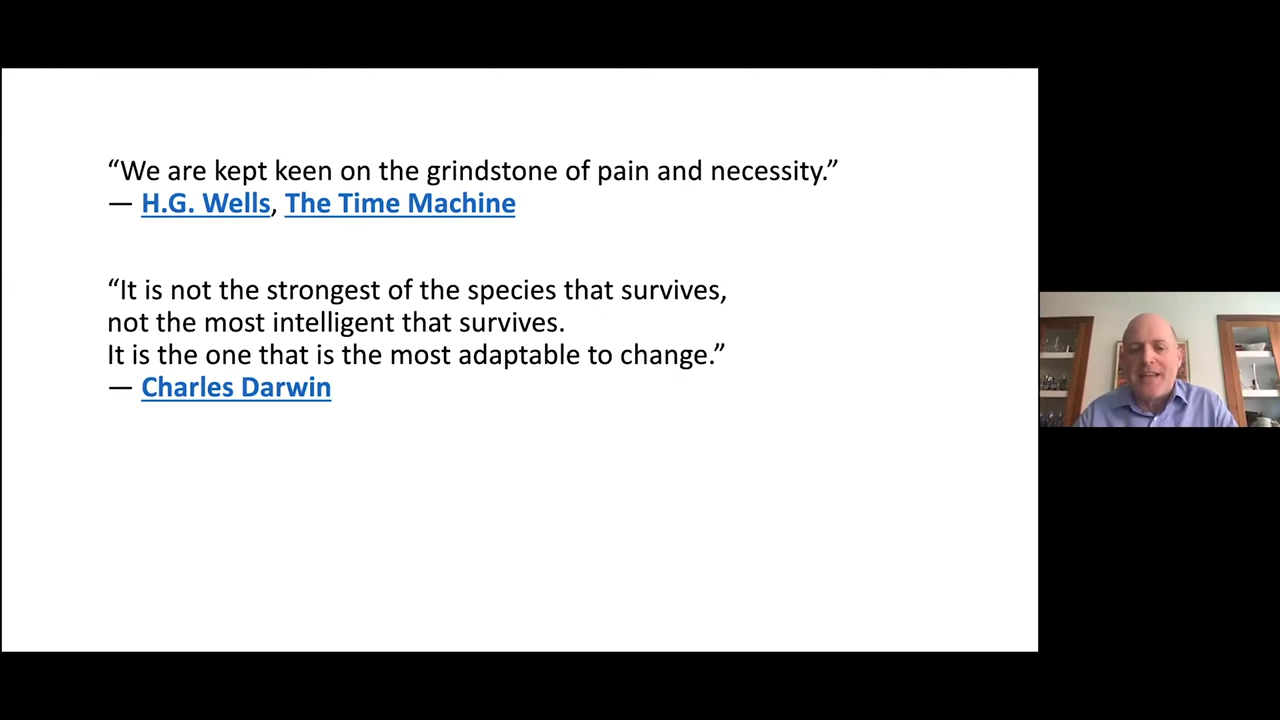 “We are kept keen on the grindstone of pain and necessity.”
— H.G. Wells, The Time Machine
“It is not the strongest of the species that survives,
not the most intelligent that survives.
It is the one that is the most adaptable to change.”
— Charles Darwin